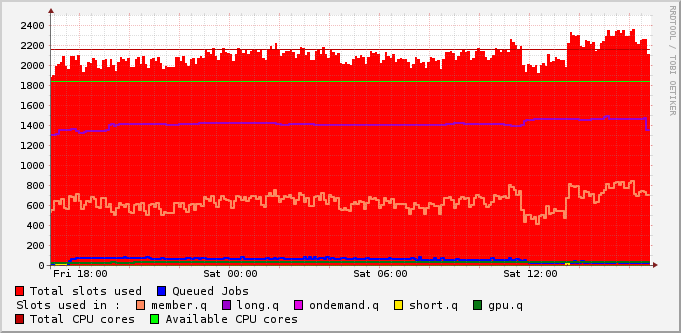 2400
2200
2000
1800
1600
1400
1200
1000
800
600
400
200
0
Fri 18:00 Sat 00:00 Sat 06:00 Sat 12:00
RRDTOOL / TOBI OETIKER
Total slots used Queued Jobs
Slots used in : member.q long.q ondemand.q short.q gpu.q
Total CPU cores Available CPU cores